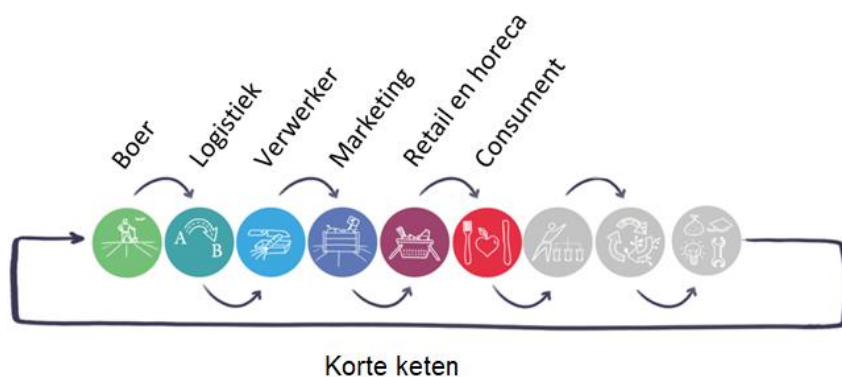 Boer
Logistiek
Verwerker
Marketing
Retail en horeca
Consument
A
B
Korte keten